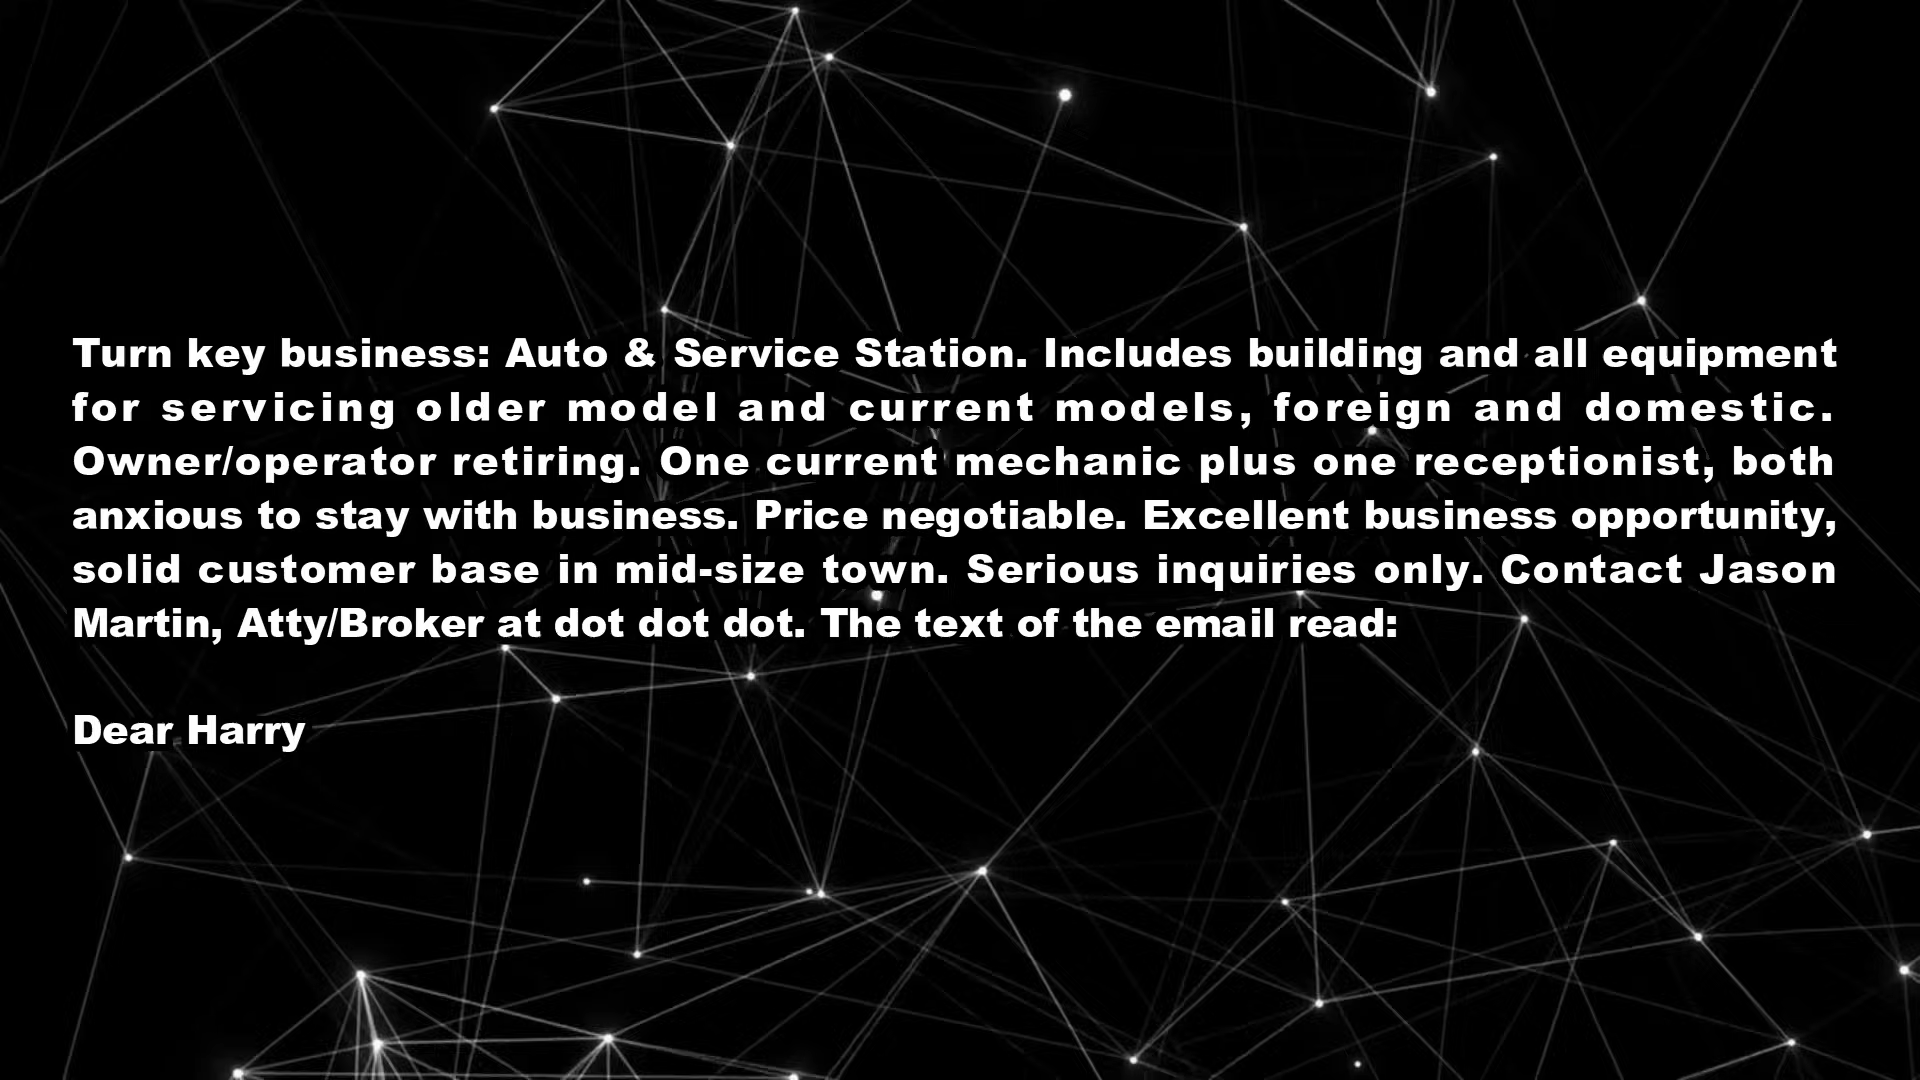 Turn key business: Auto & Service Station. Includes building and all equipment
for servicing older model and current models, foreign and domestic.
Owner/operator retiring. One current mechanic plus one receptionist, both
anxious to stay with business. Price negotiable. Excellent business opportunity,
solid customer base in mid-size town. Serious inquiries only. Contact Jason
Martin, Atty/Broker at dot dot dot. The text of the email read:
Dear Harry